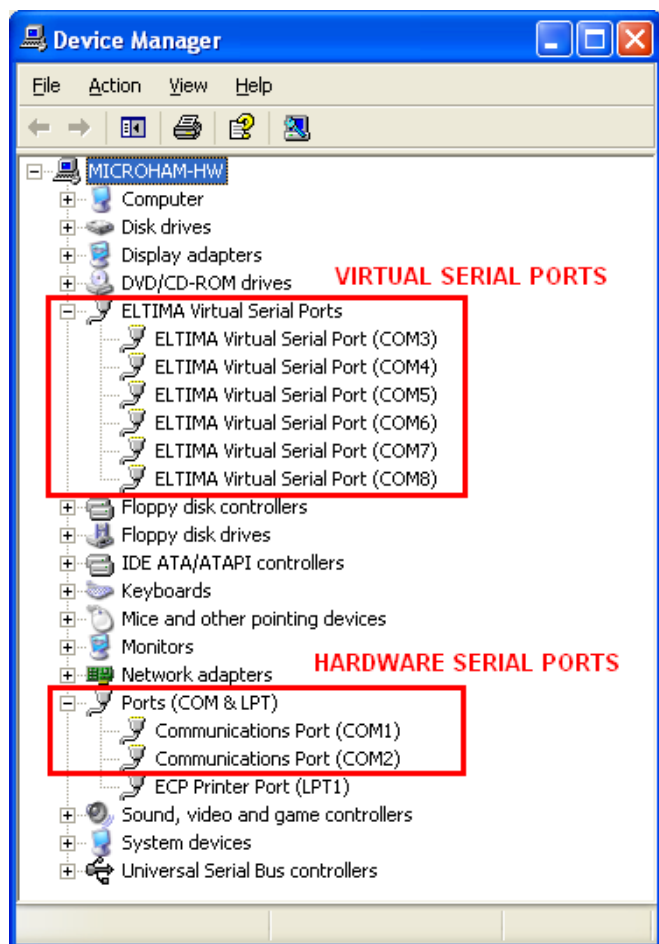 Device Manager
File Action View Help
MICROHAM-HW
Computer
Disk drives
Display adapters
DVD/CD-ROM drives
VIRTUAL SERIAL PORTS
ELTIMA Virtual Serial Ports
ELTIMA Virtual Serial Port (COM3)
ELTIMA Virtual Serial Port (COM4)
ELTIMA Virtual Serial Port (COM5)
ELTIMA Virtual Serial Port (COM6)
ELTIMA Virtual Serial Port (COM7)
ELTIMA Virtual Serial Port (COM8)
Floppy disk controllers
Floppy disk drives
IDE ATA/ATAPI controllers
Keyboards
Mice and other pointing devices
Monitors
HARDWARE SERIAL PORTS
Network adapters
Ports (COM & LPT)
Communications Port (COM1)
Communications Port (COM2)
ECP Printer Port (LPT1)
Sound, video and game controllers
System devices
Universal Serial Bus controllers